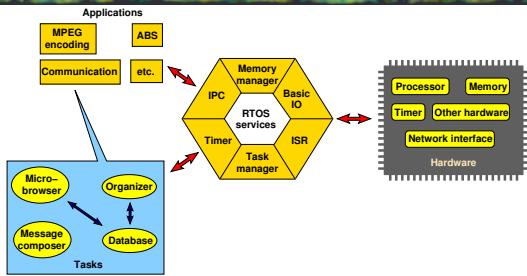 Applications
MPEG
encoding
ABS
Communication
etc.
Memory
manager
IPC
Basic
IO
RTOS
services
Timer
ISR
Task
manager
Processor
Memory
Timer
Other hardware
Network interface
Hardware
Micro–
browser
Organizer
Message
composer
Database
Tasks